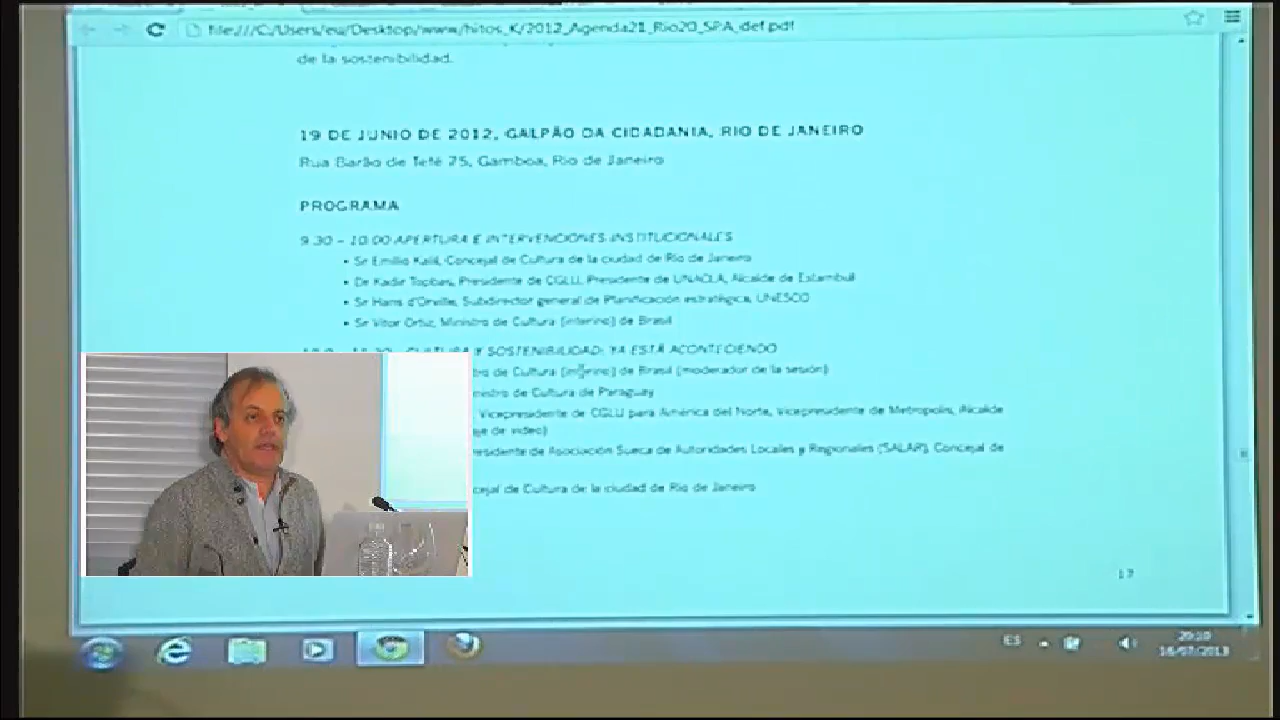 file:///C:/Users/eu/Desktop/www/hitos_K/2012_Agenda21_Rio20_SPA_def.pdf
de la sostenibilidad.
19 DE JUNIO DE 2012, GALPÃO DA CIDADANIA, RIO DE JANEIRO
Rua Barão de Tefé 75, Gamboa, Rio de Janeiro
PROGRAMA
9.30 – 10.00 APERTURA E INTERVENCIONES INSTITUCIONALES
• Sr Emilio Kalil, Concejal de Cultura de la ciudad de Rio de Janeiro
• Dr Kadir Topbas, Presidente de CGLU, Presidente de UNACLA, Alcalde de Estambul
• Sr Hans d'Orville, Subdirector general de Planificación estratégica, UNESCO
• Sr Vitor Ortiz, Ministro de Cultura (interino) de Brasil
CULTURA Y SOSTENIBILIDAD: YA ESTÁ ACONTECIENDO
de Cultura (interino) de Brasil (moderador de la sesión)
de Cultura de Paraguay
Vicepresidente de CGLU para América del Norte, Vicepresidente de Metropolis, Alcalde
de video)
de Asociación Sueca de Autoridades Locales y Regionales (SALAR), Concejal de
de Cultura de la ciudad de Rio de Janeiro
17
ES
20:10
16/07/2013